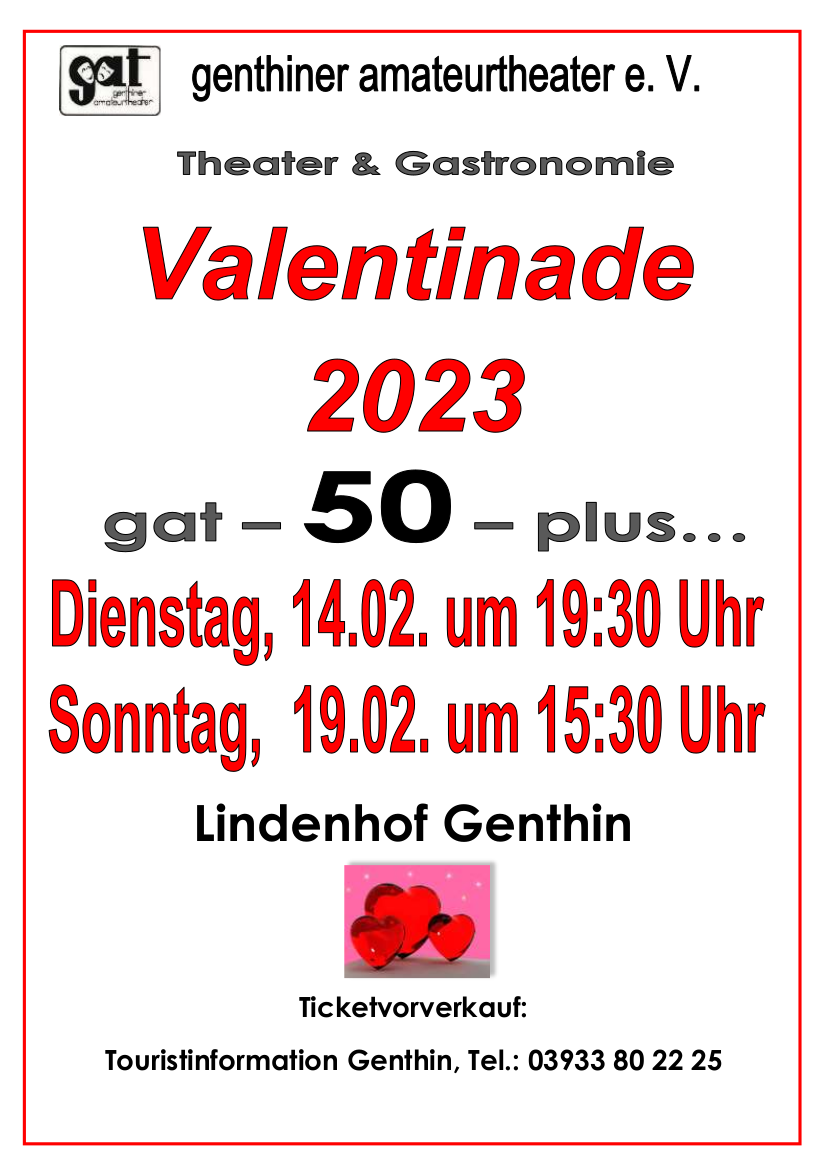 gat
genthiner
amateurtheater
genthiner amateurtheater e. V.
Theater & Gastronomie
Valentinade
2023
gat – 50 – plus...
Dienstag, 14.02. um 19:30 Uhr
Sonntag, 19.02. um 15:30 Uhr
Lindenhof Genthin
Ticketvorverkauf:
Touristinformation Genthin, Tel.: 03933 80 22 25